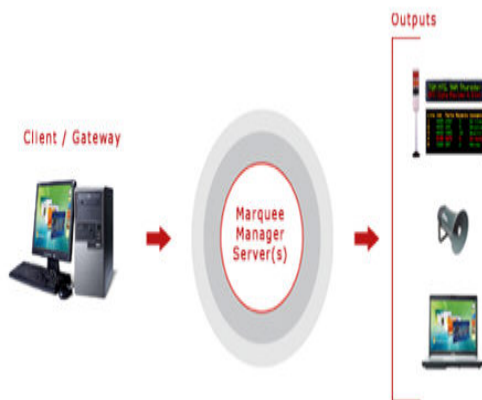 Outputs
Client / Gateway
Marquee
Manager
Server(s)